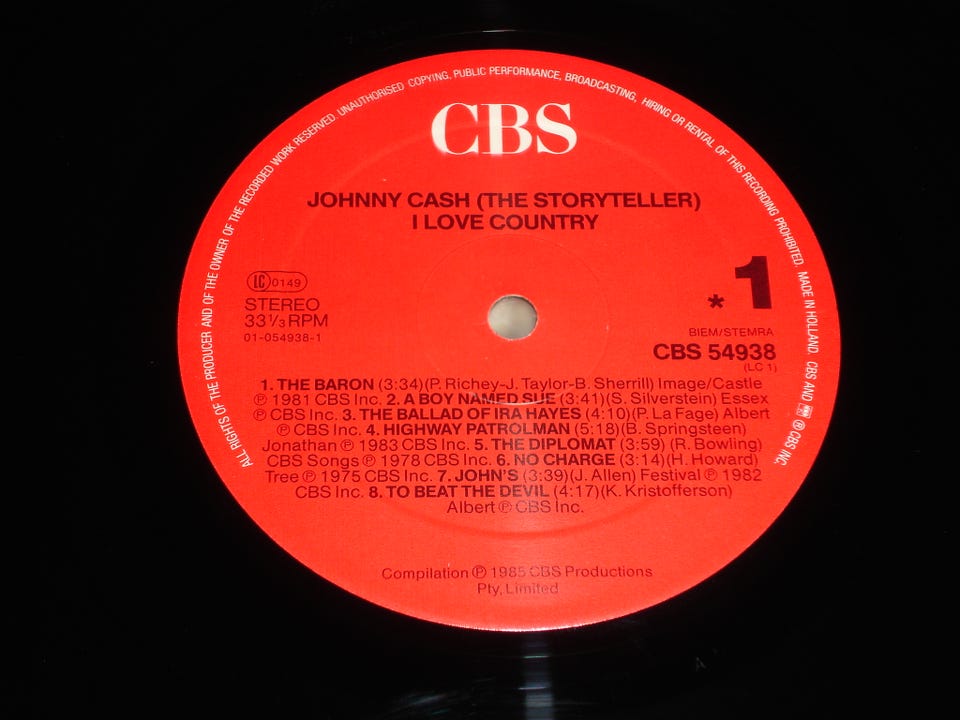 ALL RIGHTS OF THE PRODUCER AND OF THE OWNER OF THE RECORDED WORK RESERVED. UNAUTHORISED COPYING, PUBLIC PERFORMANCE, BROADCASTING, HIRING OR RENTAL OF THIS RECORDING PROHIBITED. MADE IN HOLLAND. CBS AND ® CBS INC.
CBS
JOHNNY CASH (THE STORYTELLER)
I LOVE COUNTRY
LC 0149
STEREO
33⅓ RPM
01-054938-1
* 1
BIEM/STEMRA
CBS 54938
(LC 1)
1. THE BARON (3:34)(P. Richey-J. Taylor-B. Sherrill) Image/Castle
℗ 1981 CBS Inc. 2. A BOY NAMED SUE (3:41)(S. Silverstein) Essex
℗ CBS Inc. 3. THE BALLAD OF IRA HAYES (4:10)(P. La Fage) Albert
℗ CBS Inc. 4. HIGHWAY PATROLMAN (5:18)(B. Springsteen)
Jonathan ℗ 1983 CBS Inc. 5. THE DIPLOMAT (3:59) (R. Bowling)
CBS Songs ℗ 1978 CBS Inc. 6. NO CHARGE (3:14)(H. Howard)
Tree ℗ 1975 CBS Inc. 7. JOHN'S (3:39)(J. Allen) Festival ℗ 1982
CBS Inc. 8. TO BEAT THE DEVIL (4:17)(K. Kristofferson)
Albert ℗ CBS Inc.
Compilation ℗ 1985 CBS Productions
Pty, Limited